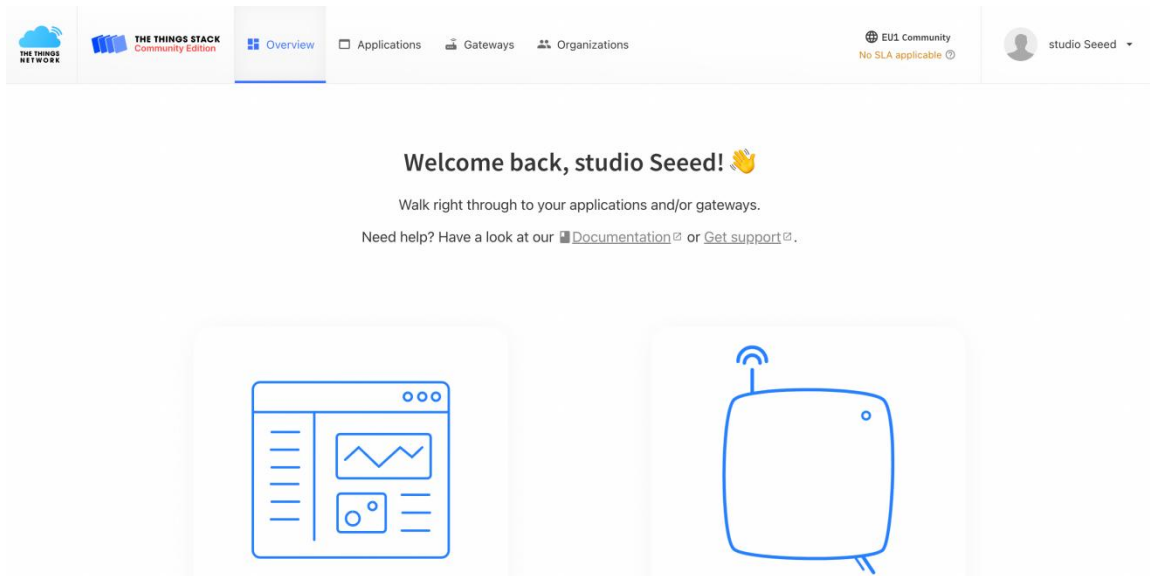 THE THINGS
NETWORK
THE THINGS STACK
Community Edition
Overview
Applications
Gateways
Organizations
EU1 Community
No SLA applicable
studio Seeed
Welcome back, studio Seeed! 👋
Walk right through to your applications and/or gateways.
Need help? Have a look at our Documentation or Get support.